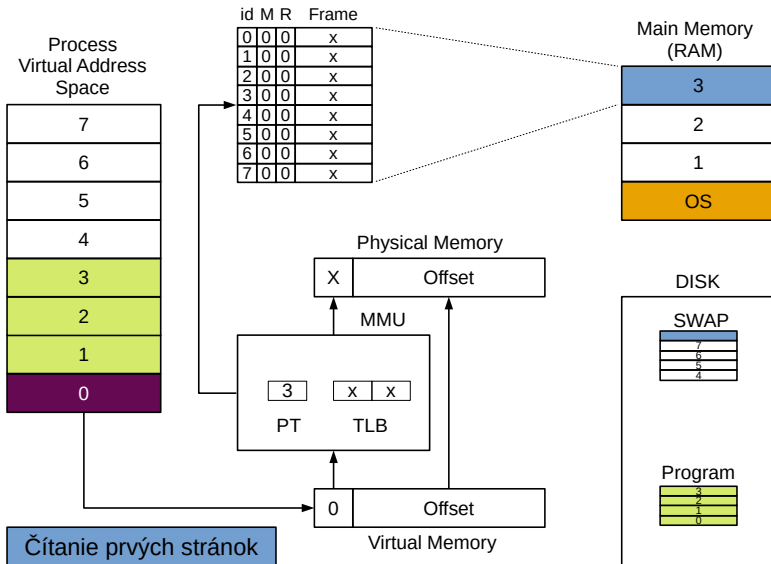 Process
Virtual Address
Space
7
6
5
4
3
2
1
0
id M R Frame
0 0 0 x
1 0 0 x
2 0 0 x
3 0 0 x
4 0 0 x
5 0 0 x
6 0 0 x
7 0 0 x
Main Memory
(RAM)
3
2
1
OS
Physical Memory
X Offset
MMU
3 x x
PT TLB
0 Offset
Virtual Memory
DISK
SWAP
7
6
5
4
Program
3
2
1
0
Čítanie prvých stránok